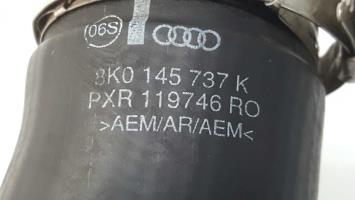 06S
8K0 145 737 K
PXR 119746 RO
>AEM/AR/AEM<